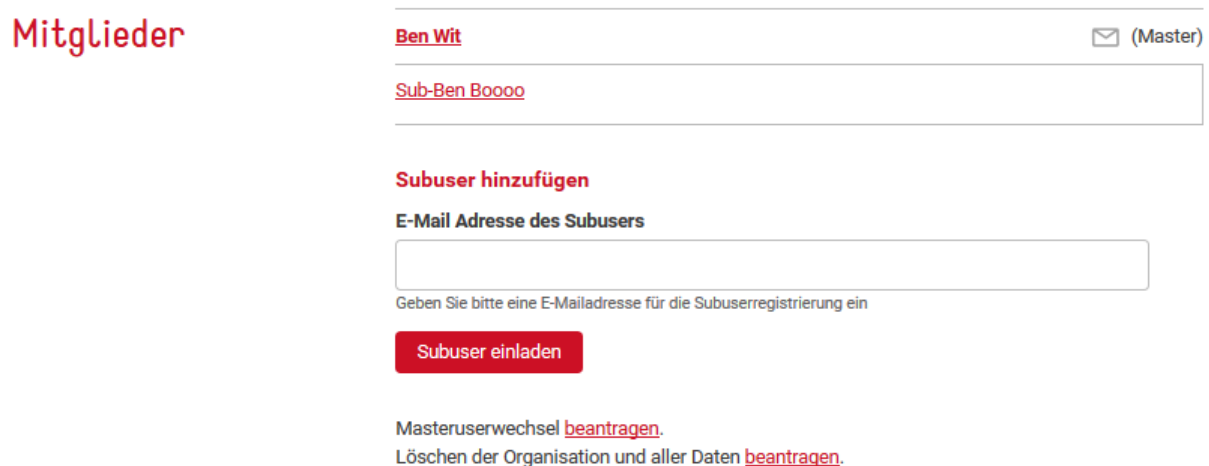 Mitglieder
Ben Wit (Master)
Sub-Ben Boooo
Subuser hinzufügen
E-Mail Adresse des Subusers
Geben Sie bitte eine E-Mailadresse für die Subuserregistrierung ein
Subuser einladen
Masteruserwechsel beantragen.
Löschen der Organisation und aller Daten beantragen.